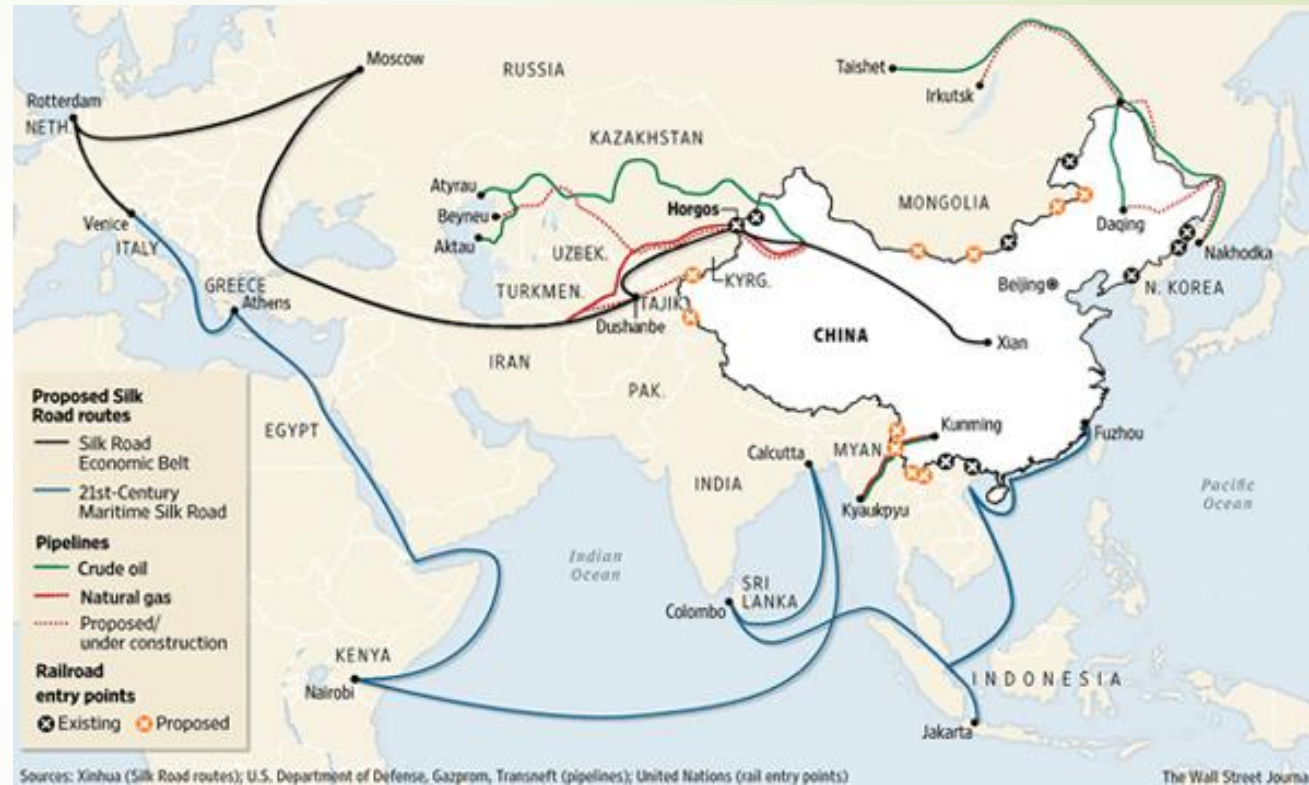 Moscow
RUSSIA
Taishet
Irkutsk
Rotterdam
NETH.
KAZAKHSTAN
Atyrau
Beyneu
Aktau
Horgos
MONGOLIA
Daqing
Nakhodka
Venice
ITALY
UZBEK.
GREECE
Athens
TURKMEN.
KYRG.
TAJIK.
Dushanbe
Beijing
N. KOREA
CHINA
Xian
IRAN
PAK.
EGYPT
Proposed Silk
Road routes
Silk Road
Economic Belt
21st-Century
Maritime Silk Road
Pipelines
Crude oil
Natural gas
Proposed/
under construction
Railroad
entry points
Existing
Proposed
Kunming
Fuzhou
Calcutta
MYAN
INDIA
Kyaukpyu
Pacific
Ocean
Indian
Ocean
SRI
LANKA
Colombo
KENYA
Nairobi
INDONESIA
Jakarta
Sources: Xinhua (Silk Road routes); U.S. Department of Defense, Gazprom, Transneft (pipelines); United Nations (rail entry points)
The Wall Street Journa